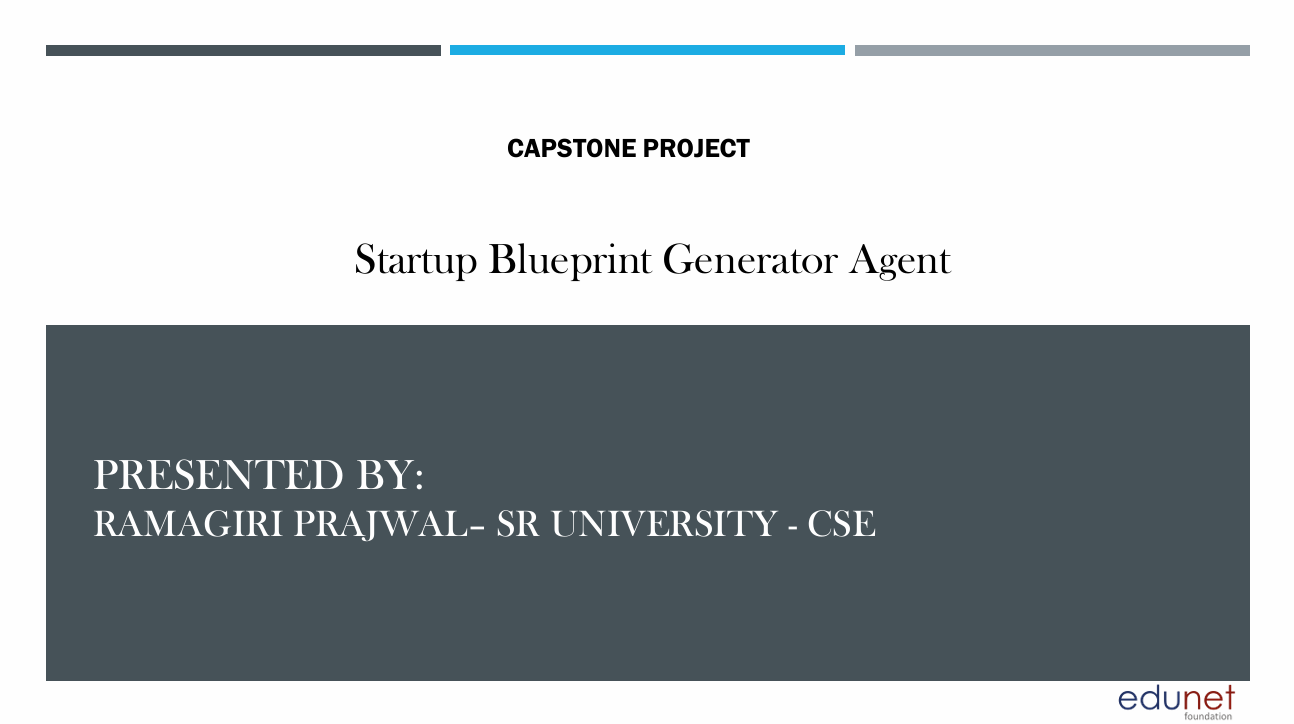 CAPSTONE PROJECT
Startup Blueprint Generator Agent
PRESENTED BY:
RAMAGIRI PRAJWAL– SR UNIVERSITY - CSE
edunet
foundation